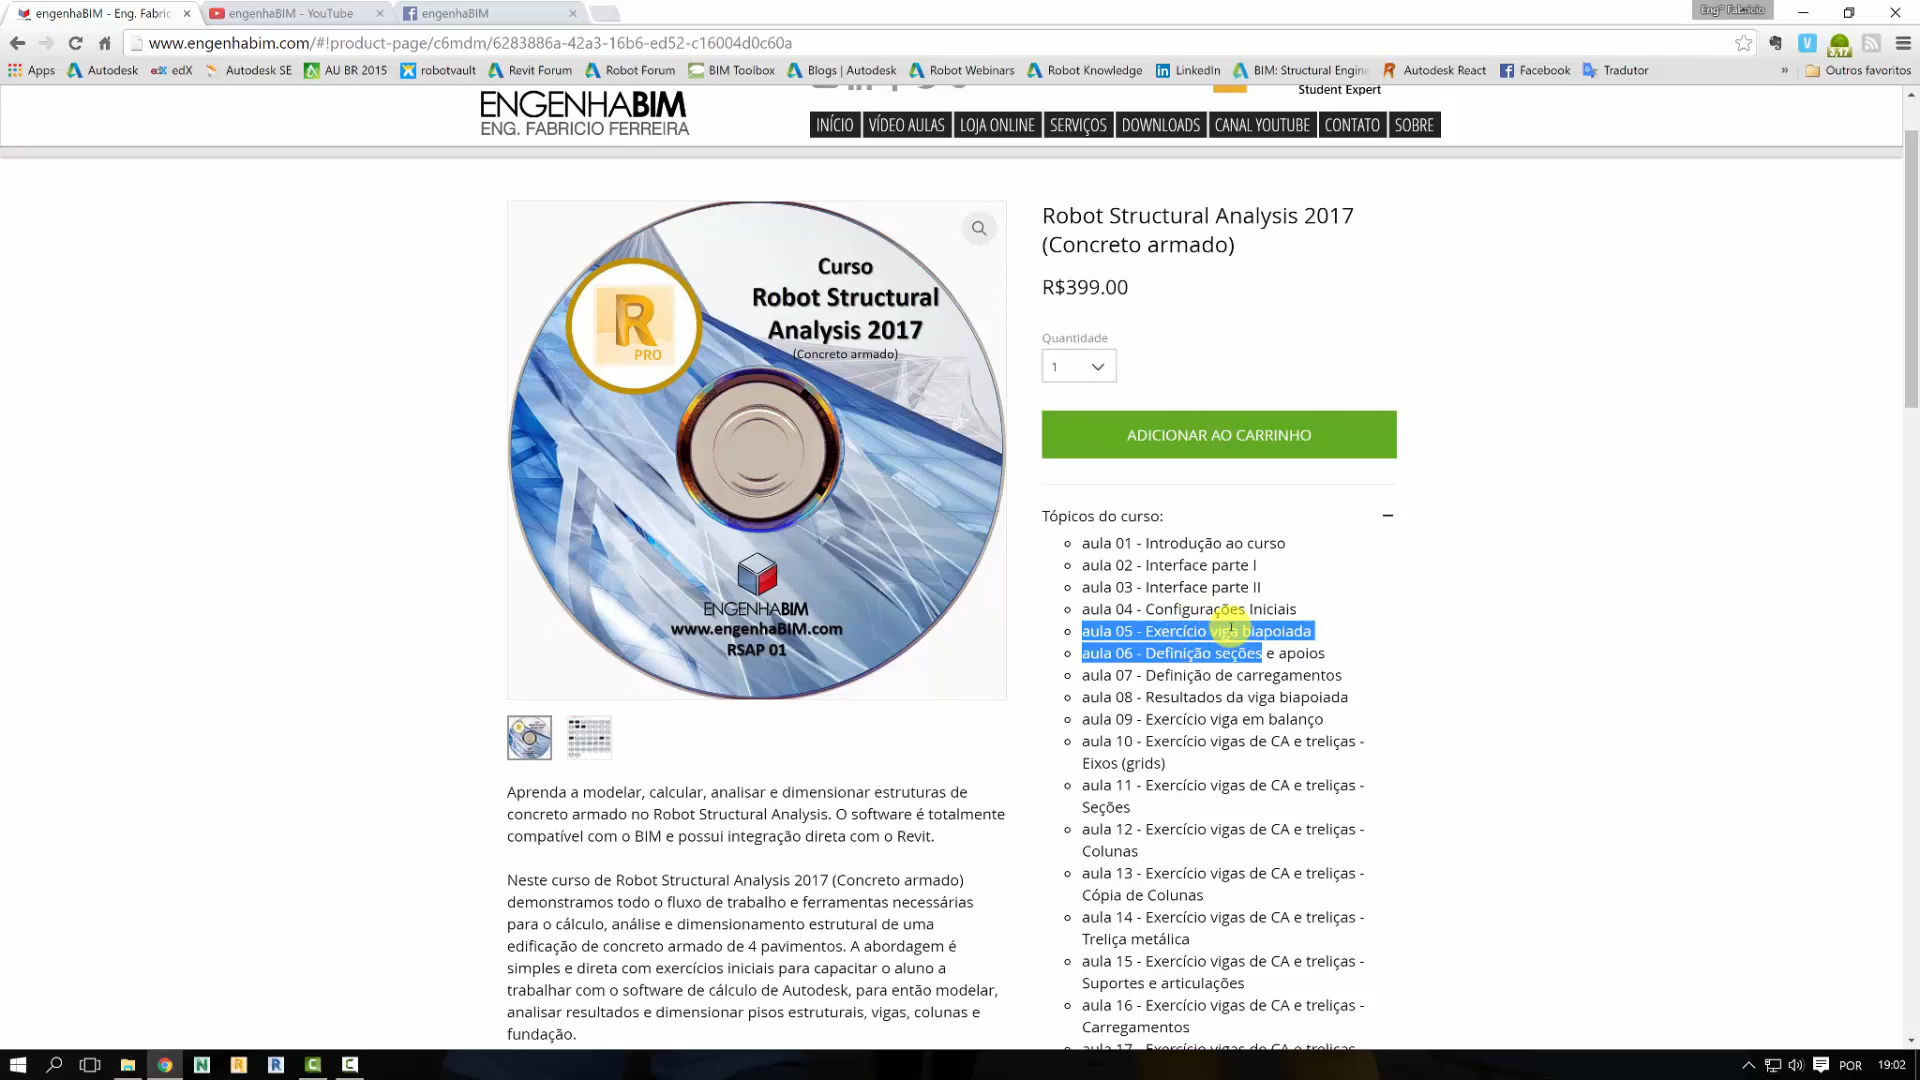 engenhaBIM - Eng. Fabric
engenhaBIM - YouTube
engenhaBIM
Engº Fabricio
www.engenhabim.com/#!product-page/c6mdm/6283886a-42a3-16b6-ed52-c16004d0c60a
3.17
Apps
Autodesk
edX
Autodesk SE
AU BR 2015
robotvault
Revit Forum
Robot Forum
BIM Toolbox
Blogs | Autodesk
Robot Webinars
Robot Knowledge
LinkedIn
BIM: Structural Engine
Autodesk React
Facebook
Tradutor
»
Outros favoritos
Student Expert
ENGENHABIM
ENG. FABRICIO FERREIRA
INÍCIO
VÍDEO AULAS
LOJA ONLINE
SERVIÇOS
DOWNLOADS
CANAL YOUTUBE
CONTATO
SOBRE
Curso
Robot Structural
Analysis 2017
(Concreto armado)
R
PRO
ENGENHABIM
www.engenhaBIM.com
RSAP 01
Aprenda a modelar, calcular, analisar e dimensionar estruturas de
concreto armado no Robot Structural Analysis. O software é totalmente
compatível com o BIM e possui integração direta com o Revit.
Neste curso de Robot Structural Analysis 2017 (Concreto armado)
demonstramos todo o fluxo de trabalho e ferramentas necessárias
para o cálculo, análise e dimensionamento estrutural de uma
edificação de concreto armado de 4 pavimentos. A abordagem é
simples e direta com exercícios iniciais para capacitar o aluno a
trabalhar com o software de cálculo de Autodesk, para então modelar,
analisar resultados e dimensionar pisos estruturais, vigas, colunas e
fundação.
Robot Structural Analysis 2017
(Concreto armado)
R$399.00
Quantidade
1
ADICIONAR AO CARRINHO
Tópicos do curso:
aula 01 - Introdução ao curso
aula 02 - Interface parte I
aula 03 - Interface parte II
aula 04 - Configurações Iniciais
aula 05 - Exercício viga biapoiada
aula 06 - Definição seções e apoios
aula 07 - Definição de carregamentos
aula 08 - Resultados da viga biapoiada
aula 09 - Exercício viga em balanço
aula 10 - Exercício vigas de CA e treliças -
Eixos (grids)
aula 11 - Exercício vigas de CA e treliças -
Seções
aula 12 - Exercício vigas de CA e treliças -
Colunas
aula 13 - Exercício vigas de CA e treliças -
Cópia de Colunas
aula 14 - Exercício vigas de CA e treliças -
Treliça metálica
aula 15 - Exercício vigas de CA e treliças -
Suportes e articulações
aula 16 - Exercício vigas de CA e treliças -
Carregamentos
aula 17 - Exercício vigas de CA e treliças -
POR
19:02